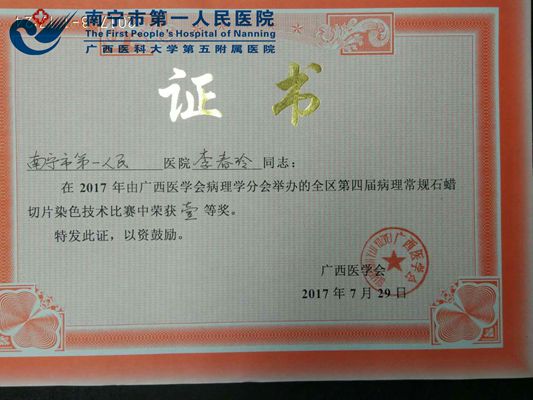 南宁市第一人民医院
The First People's Hospital of Nanning
广西医科大学第五附属医院
证 书
南宁市第一人民 医院 李春玲 同志：
在 2017 年由广西医学会病理学分会举办的全区第四届病理常规石蜡
切片染色技术比赛中荣获 壹 等奖。
特发此证，以资鼓励。
广西医学会
2017 年 7 月 29 日
广西医学会